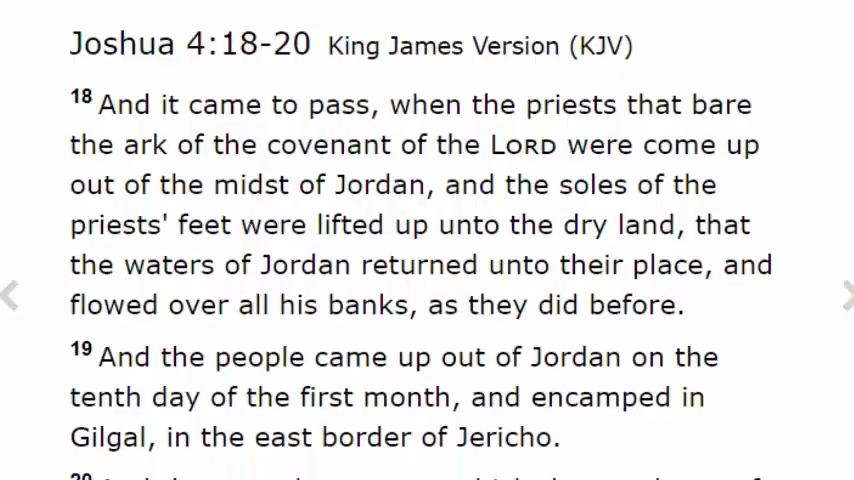 Joshua 4:18-20 King James Version (KJV)
18 And it came to pass, when the priests that bare
the ark of the covenant of the LORD were come up
out of the midst of Jordan, and the soles of the
priests' feet were lifted up unto the dry land, that
the waters of Jordan returned unto their place, and
flowed over all his banks, as they did before.
19 And the people came up out of Jordan on the
tenth day of the first month, and encamped in
Gilgal, in the east border of Jericho.